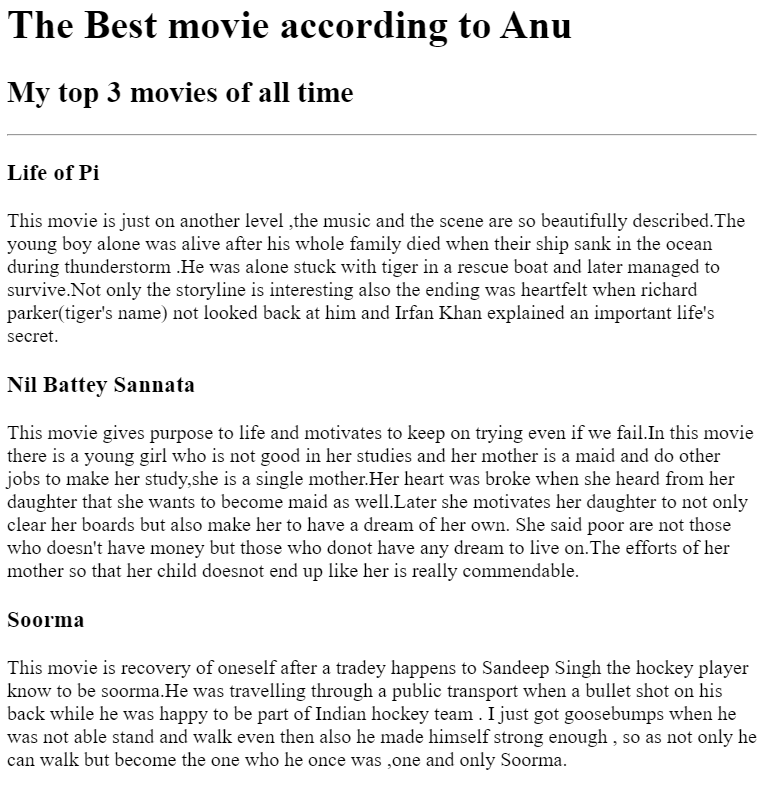 The Best movie according to Anu
My top 3 movies of all time
Life of Pi
This movie is just on another level ,the music and the scene are so beautifully described.The
young boy alone was alive after his whole family died when their ship sank in the ocean
during thunderstorm .He was alone stuck with tiger in a rescue boat and later managed to
survive.Not only the storyline is interesting also the ending was heartfelt when richard
parker(tiger's name) not looked back at him and Irfan Khan explained an important life's
secret.
Nil Battey Sannata
This movie gives purpose to life and motivates to keep on trying even if we fail.In this movie
there is a young girl who is not good in her studies and her mother is a maid and do other
jobs to make her study,she is a single mother.Her heart was broke when she heard from her
daughter that she wants to become maid as well.Later she motivates her daughter to not only
clear her boards but also make her to have a dream of her own. She said poor are not those
who doesn't have money but those who donot have any dream to live on.The efforts of her
mother so that her child doesnot end up like her is really commendable.
Soorma
This movie is recovery of oneself after a tradey happens to Sandeep Singh the hockey player
know to be soorma.He was travelling through a public transport when a bullet shot on his
back while he was happy to be part of Indian hockey team . I just got goosebumps when he
was not able stand and walk even then also he made himself strong enough , so as not only he
can walk but become the one who he once was ,one and only Soorma.